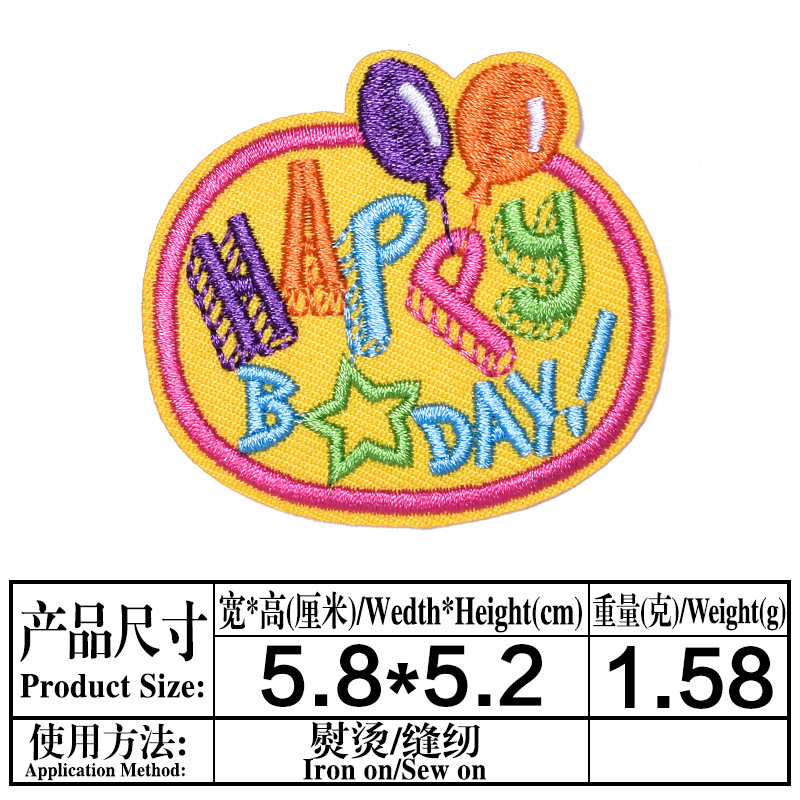 HAPPY
B☆DAY!
产品尺寸
Product Size:
宽*高(厘米)/Wedth*Height(cm)
重量(克)/Weight(g)
5.8*5.2
1.58
使用方法:
Application Method:
熨烫/缝纫
Iron on/Sew on